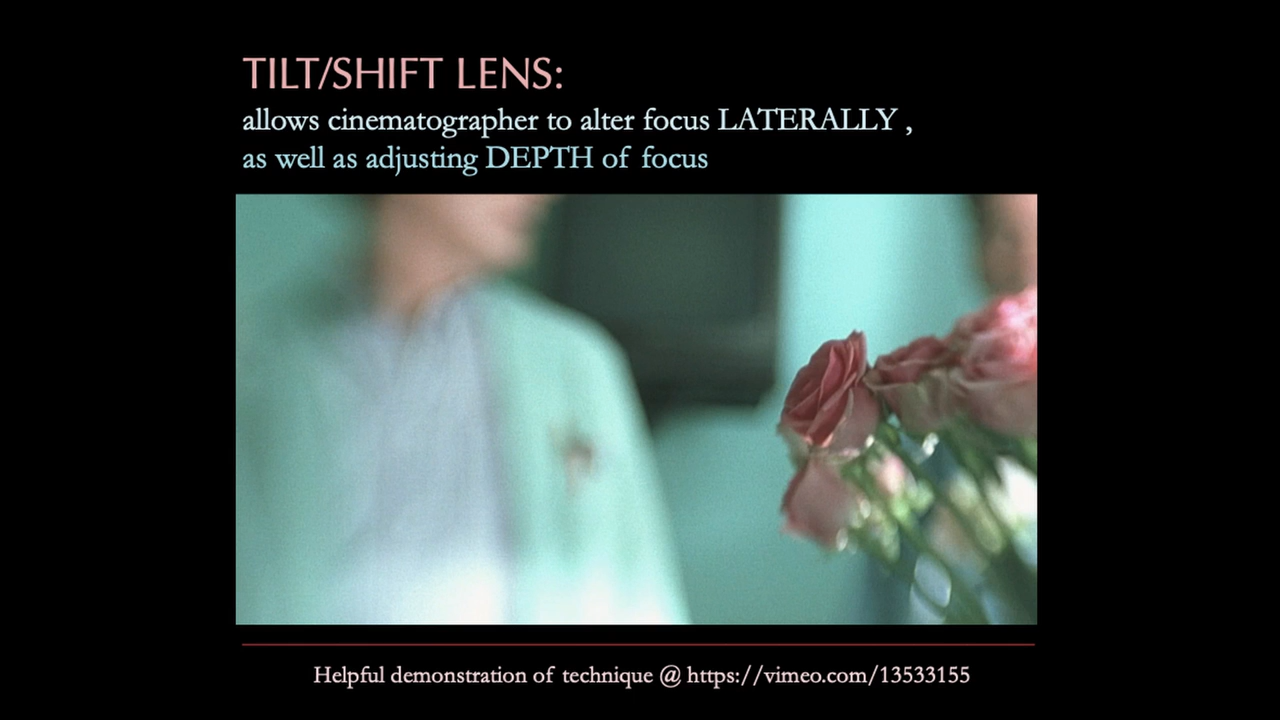 TILT/SHIFT LENS:
allows cinematographer to alter focus LATERALLY ,
as well as adjusting DEPTH of focus
Helpful demonstration of technique @ https://vimeo.com/13533155